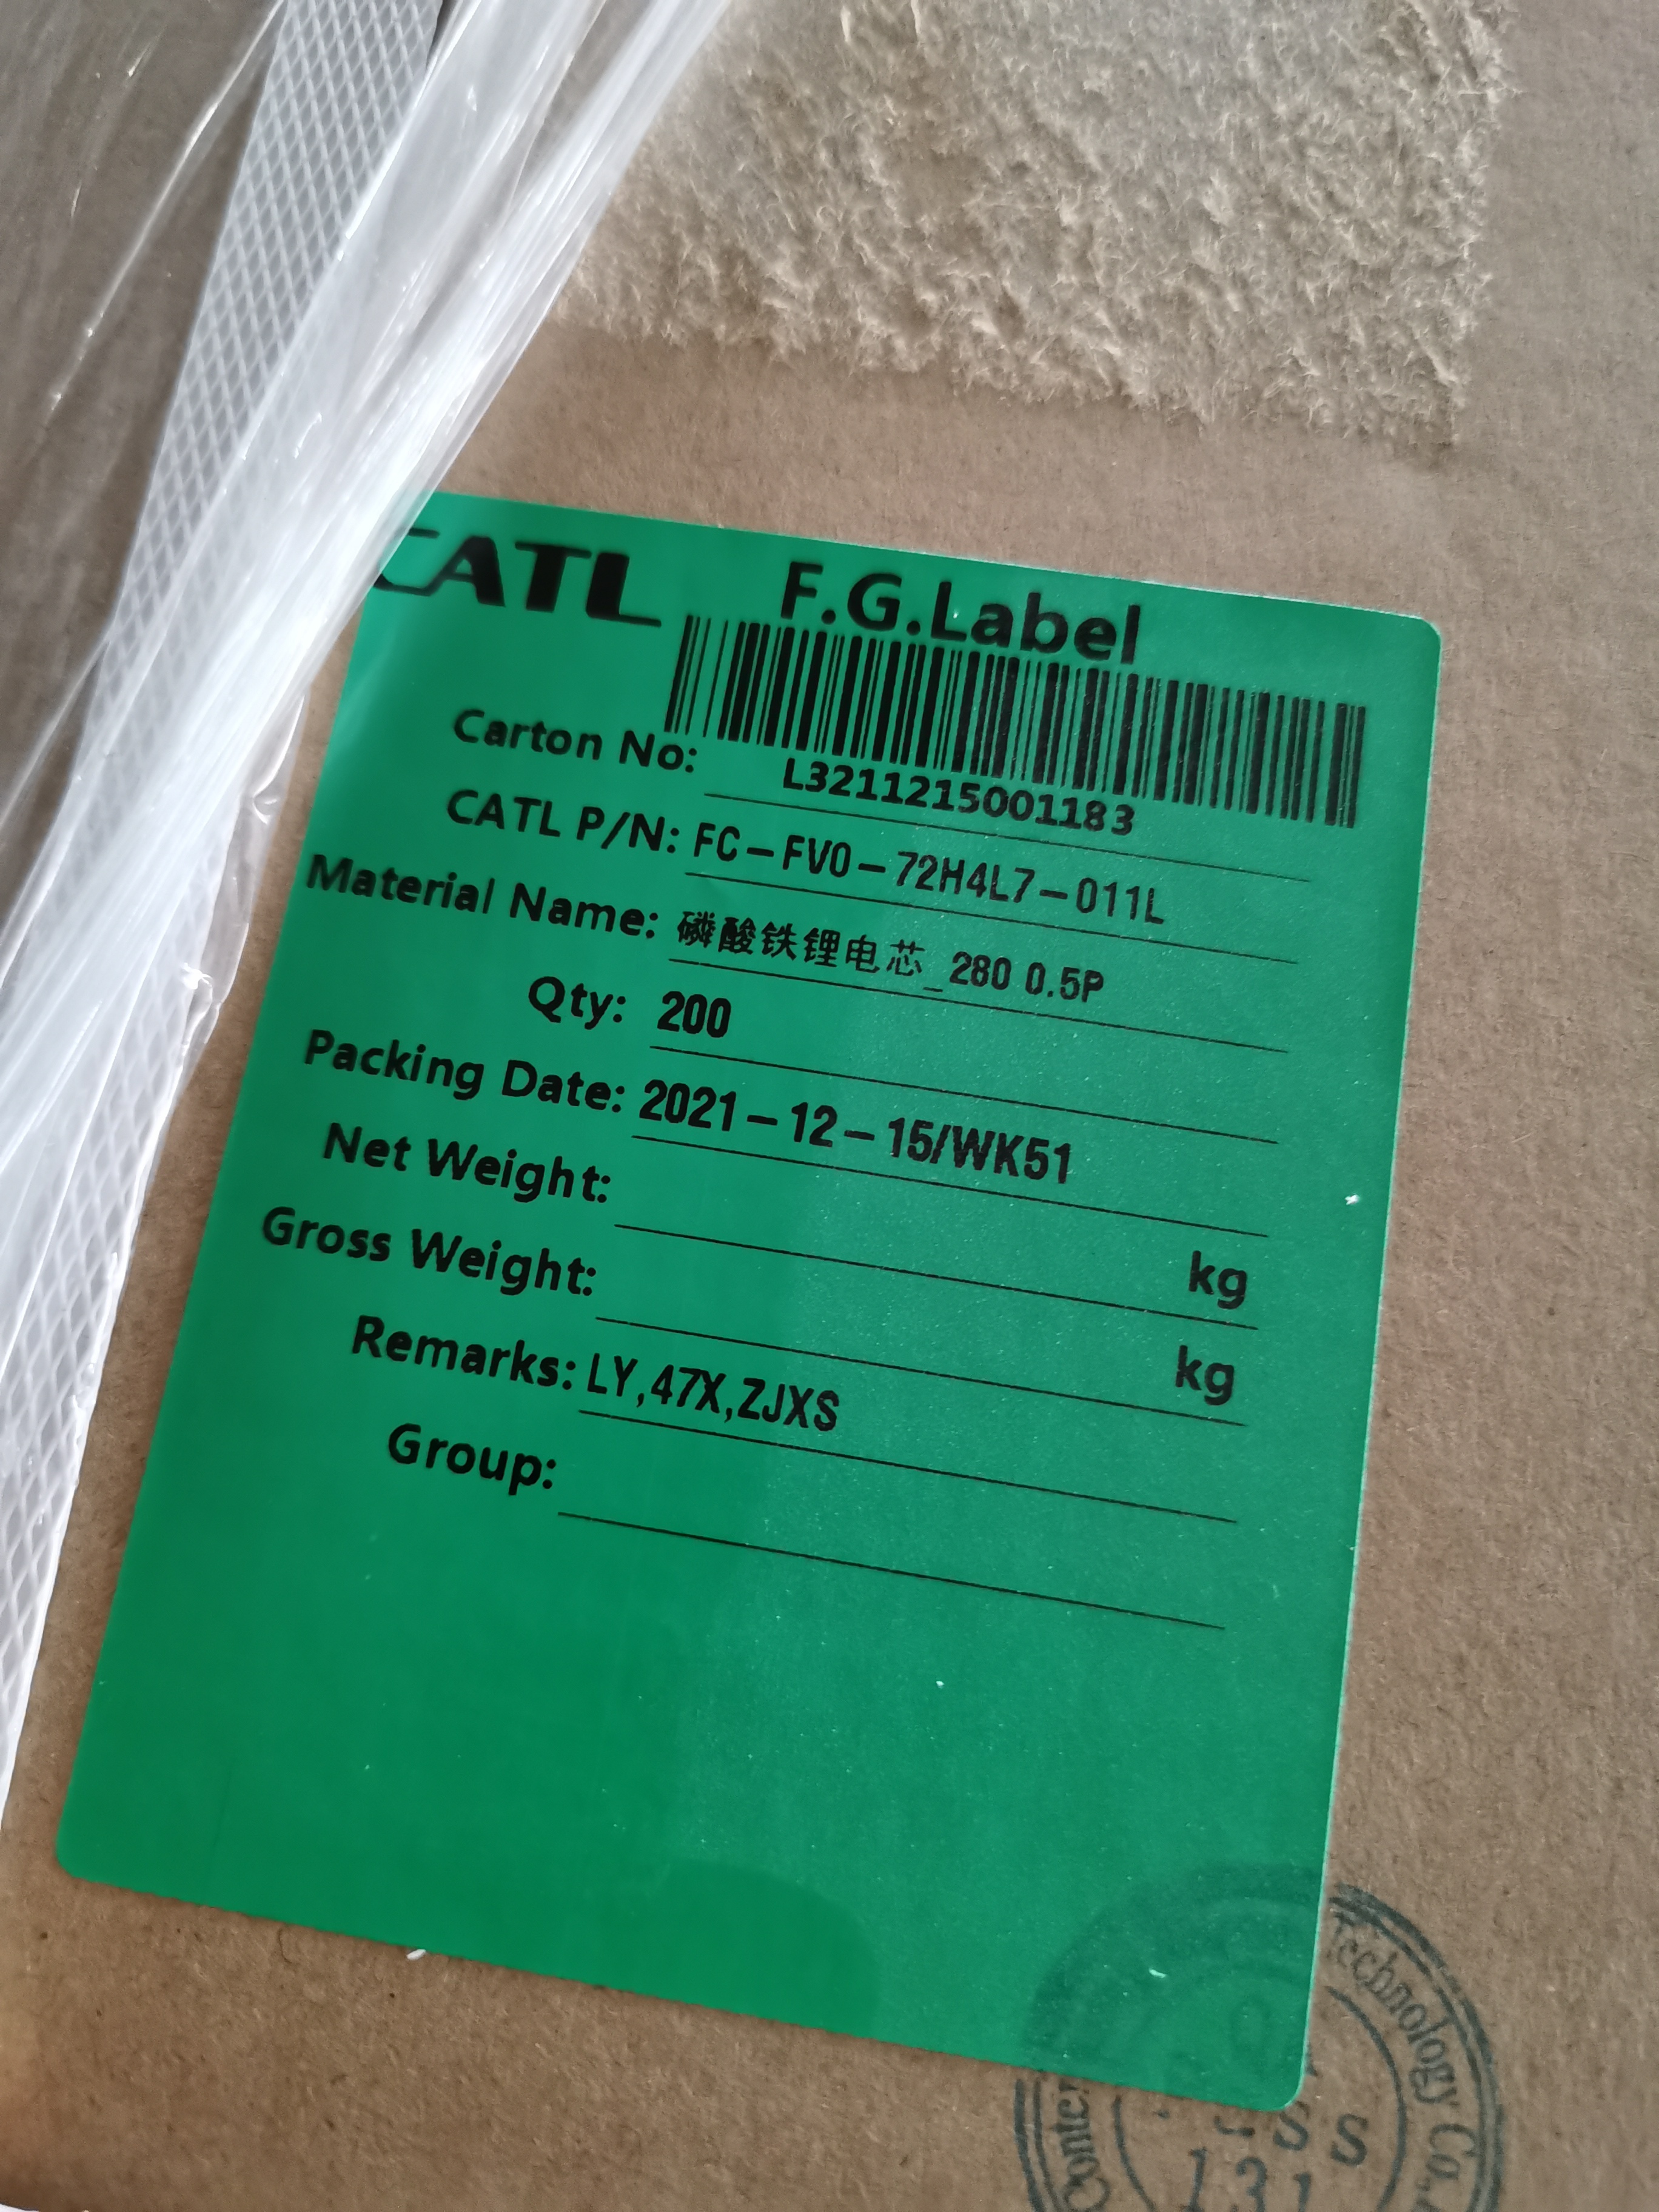 CATL F.G.Label
Carton No: L3211215001183
CATL P/N: FC-FV0-72H4L7-011L
Material Name: 磷酸铁锂电芯_280 0.5P
Qty: 200
Packing Date: 2021-12-15/WK51
Net Weight: kg
Gross Weight: kg
Remarks: LY,47X,ZJXS
Group:
Technology Co.,